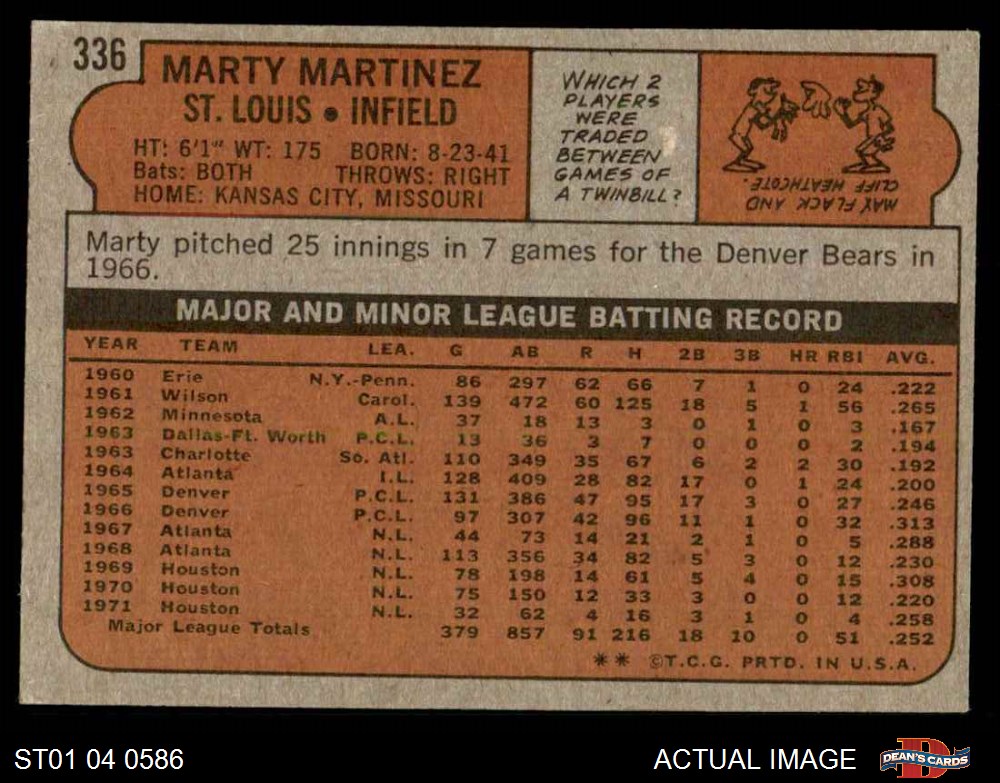 336
MARTY MARTINEZ
ST. LOUIS • INFIELD
HT: 6'1" WT: 175 BORN: 8-23-41
Bats: BOTH THROWS: RIGHT
HOME: KANSAS CITY, MISSOURI
WHICH 2
PLAYERS
WERE
TRADED
BETWEEN
GAMES OF
A TWINBILL?
MAX FLACK AND
CLIFF HEATHCOTE.
Marty pitched 25 innings in 7 games for the Denver Bears in
1966.
MAJOR AND MINOR LEAGUE BATTING RECORD
YEAR TEAM LEA. G AB R H 2B 3B HR RBI AVG.
1960 Erie N.Y.-Penn. 86 297 62 66 7 1 0 24 .222
1961 Wilson Carol. 139 472 60 125 18 5 1 56 .265
1962 Minnesota A.L. 37 18 13 3 0 1 0 3 .167
1963 Dallas-Ft. Worth P.C.L. 13 36 3 7 0 0 0 2 .194
1963 Charlotte So. Atl. 110 349 35 67 6 2 2 30 .192
1964 Atlanta I.L. 128 409 28 82 17 0 1 24 .200
1965 Denver P.C.L. 131 386 47 95 17 3 0 27 .246
1966 Denver P.C.L. 97 307 42 96 11 1 0 32 .313
1967 Atlanta N.L. 44 73 14 21 2 1 0 5 .288
1968 Atlanta N.L. 113 356 34 82 5 3 0 12 .230
1969 Houston N.L. 78 198 14 61 5 4 0 15 .308
1970 Houston N.L. 75 150 12 33 3 0 0 12 .220
1971 Houston N.L. 32 62 4 16 3 1 0 4 .258
Major League Totals 379 857 91 216 18 10 0 51 .252
** ©T.C.G. PRTD. IN U.S.A.
ST01 04 0586
ACTUAL IMAGE
D
DEAN'S CARDS